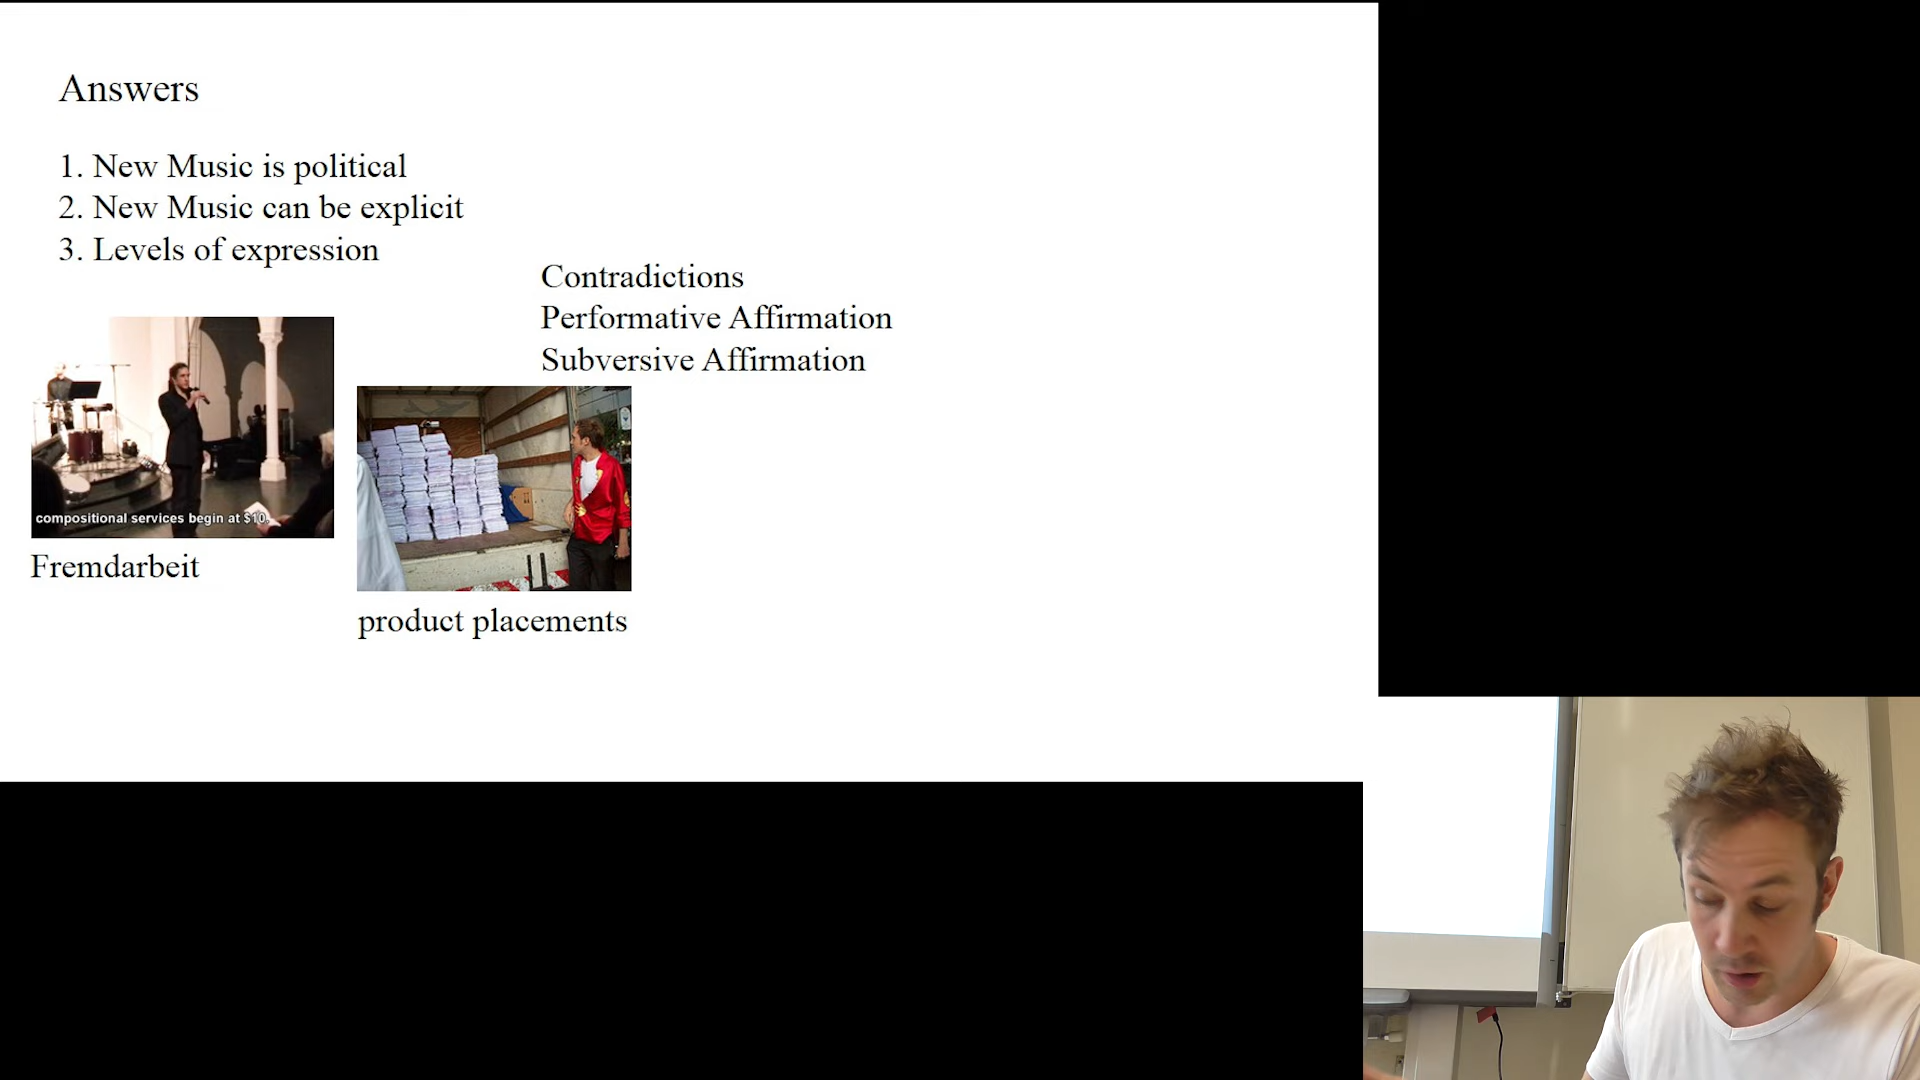 Answers
1. New Music is political
2. New Music can be explicit
3. Levels of expression
Contradictions
Performative Affirmation
Subversive Affirmation
compositional services begin at $10.
Fremdarbeit
product placements